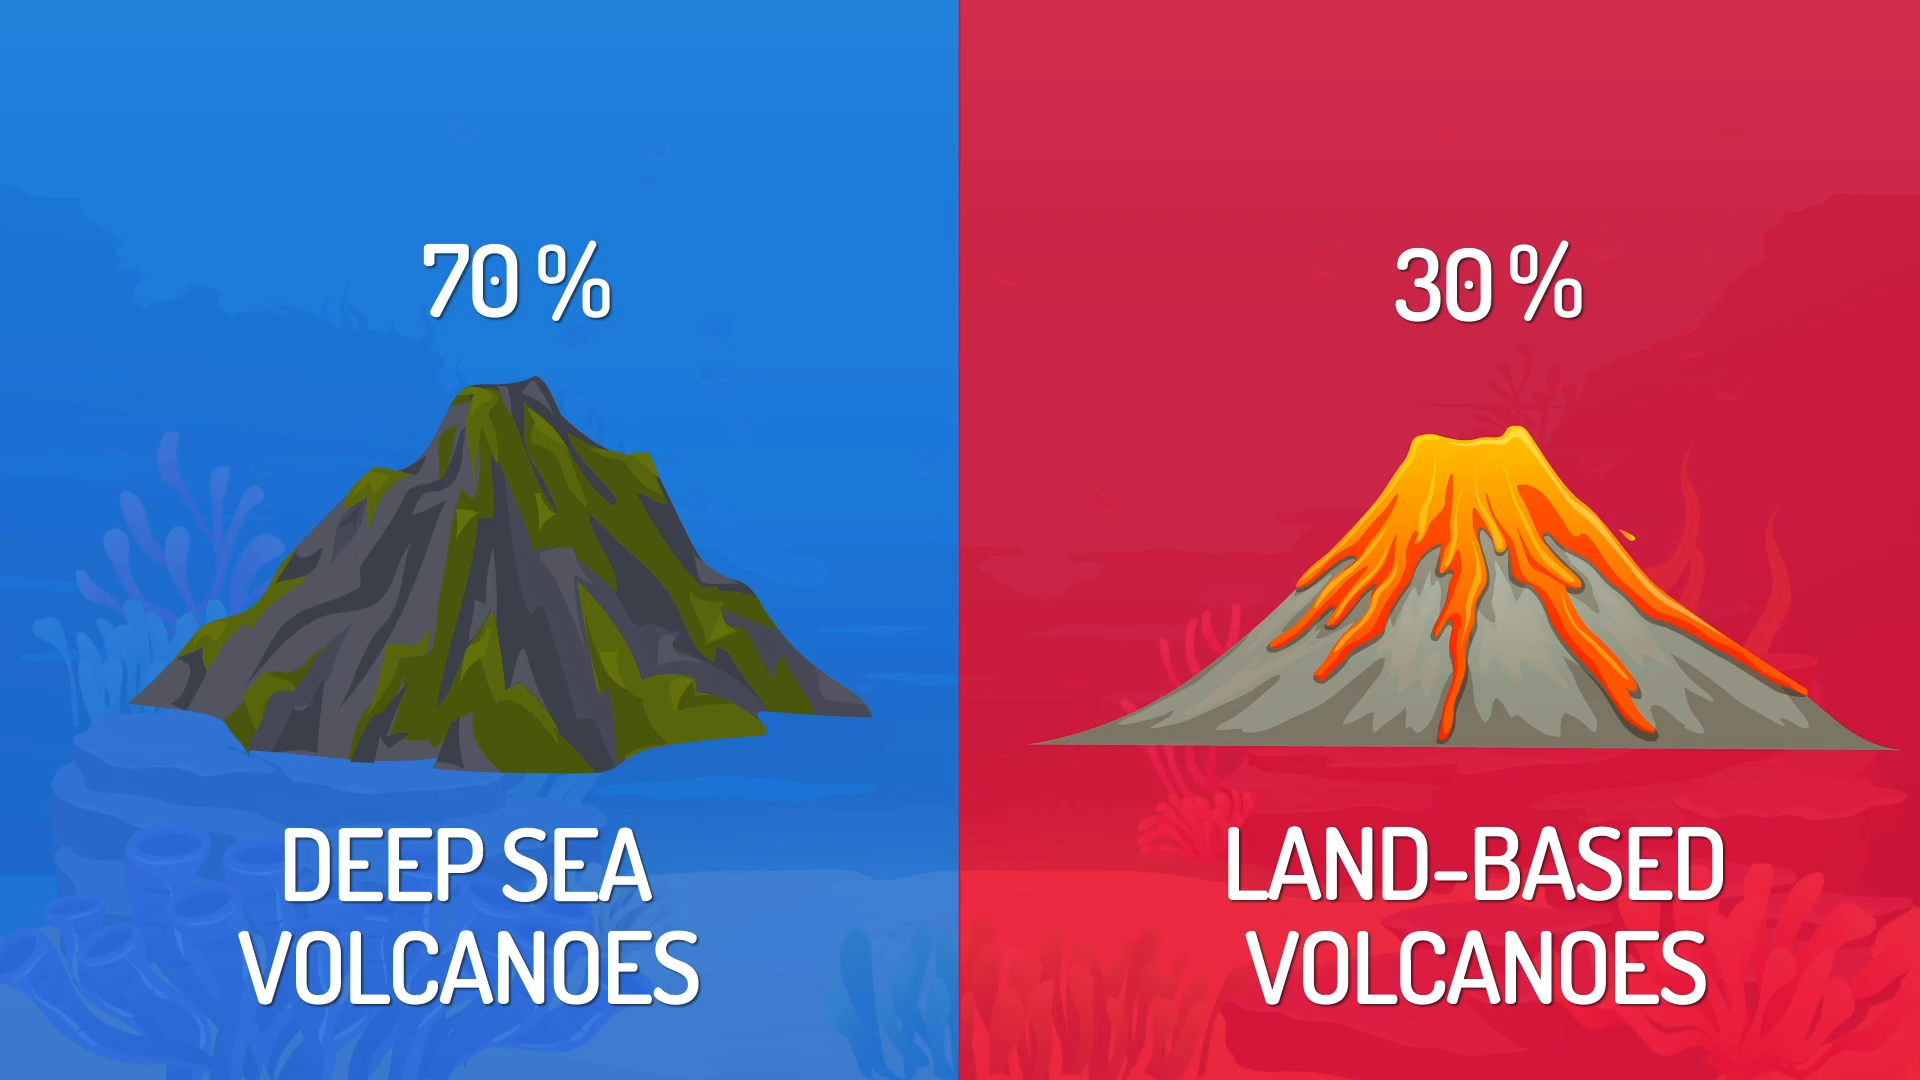 70%
DEEP SEA
VOLCANOES
30%
LAND-BASED
VOLCANOES